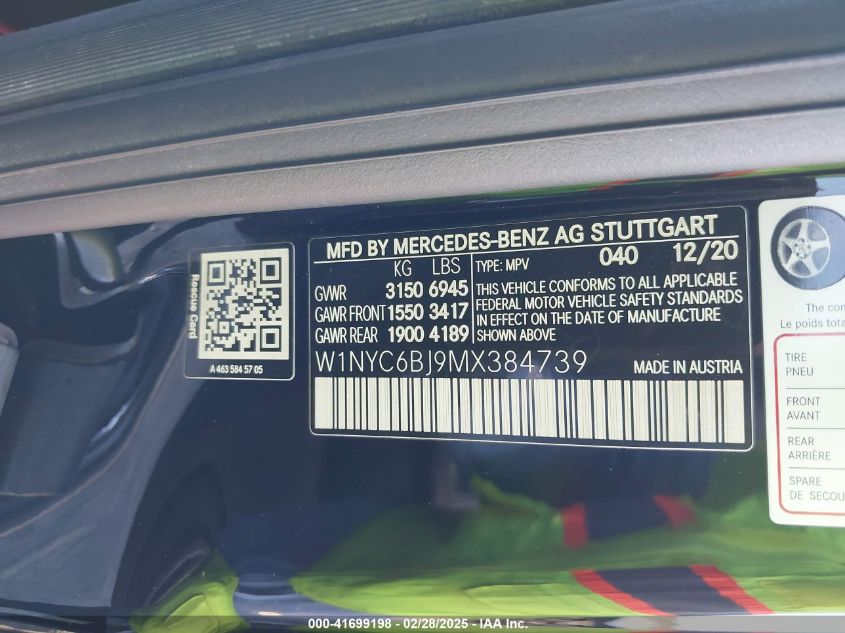 MFD BY MERCEDES-BENZ AG STUTTGART
KG LBS TYPE: MPV 040 12/20
GVWR 3150 6945
GAWR FRONT 1550 3417
GAWR REAR 1900 4189
THIS VEHICLE CONFORMS TO ALL APPLICABLE
FEDERAL MOTOR VEHICLE SAFETY STANDARDS
IN EFFECT ON THE DATE OF MANUFACTURE
SHOWN ABOVE
W1NYC6BJ9MX384739 MADE IN AUSTRIA
Rescue Card
A 463 584 57 05
The con
Le poids tota
TIRE
PNEU
FRONT
AVANT
REAR
ARRIÈRE
SPARE
DE SECOU
000-41699198 - 02/28/2025 - IAA Inc.